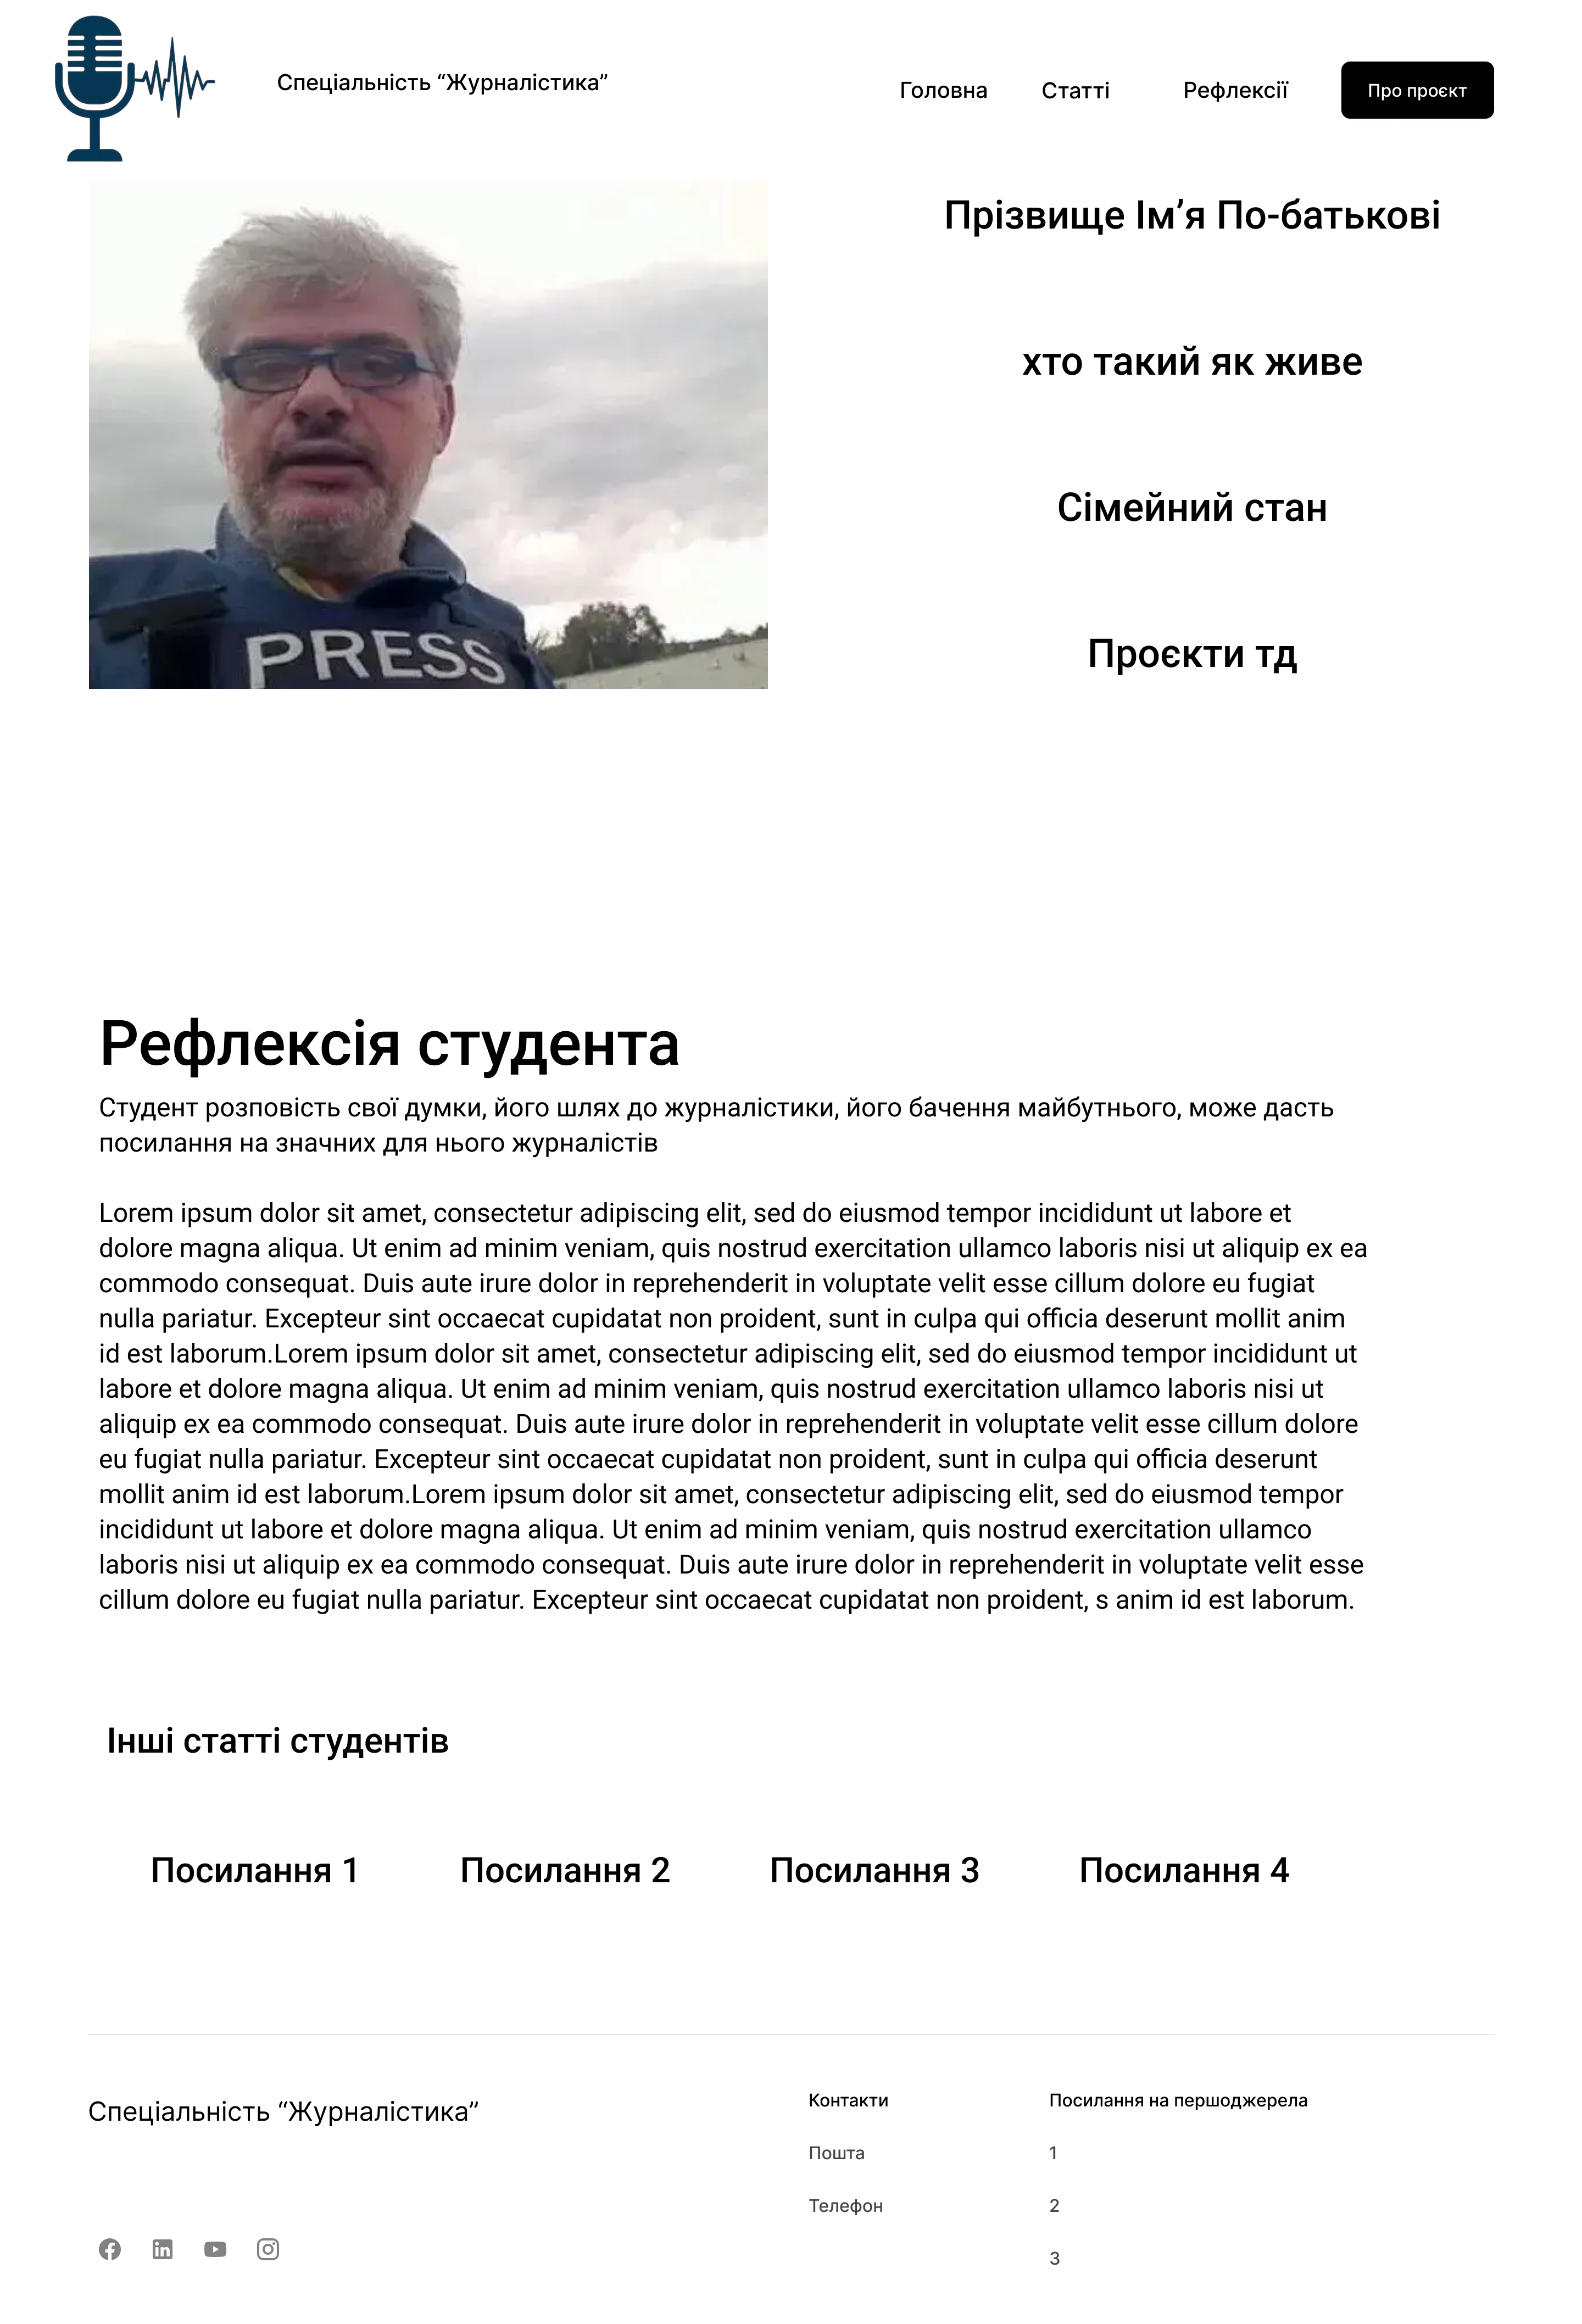 Спеціальність “Журналістика”
Головна
Статті
Рефлексії
Про проєкт
Прізвище Ім’я По-батькові
хто такий як живе
Сімейний стан
Проєкти тд
PRESS
Рефлексія студента
Студент розповість свої думки, його шлях до журналістики, його бачення майбутнього, може дасть
посилання на значних для нього журналістів
Lorem ipsum dolor sit amet, consectetur adipiscing elit, sed do eiusmod tempor incididunt ut labore et
dolore magna aliqua. Ut enim ad minim veniam, quis nostrud exercitation ullamco laboris nisi ut aliquip ex ea
commodo consequat. Duis aute irure dolor in reprehenderit in voluptate velit esse cillum dolore eu fugiat
nulla pariatur. Excepteur sint occaecat cupidatat non proident, sunt in culpa qui officia deserunt mollit anim
id est laborum.Lorem ipsum dolor sit amet, consectetur adipiscing elit, sed do eiusmod tempor incididunt ut
labore et dolore magna aliqua. Ut enim ad minim veniam, quis nostrud exercitation ullamco laboris nisi ut
aliquip ex ea commodo consequat. Duis aute irure dolor in reprehenderit in voluptate velit esse cillum dolore
eu fugiat nulla pariatur. Excepteur sint occaecat cupidatat non proident, sunt in culpa qui officia deserunt
mollit anim id est laborum.Lorem ipsum dolor sit amet, consectetur adipiscing elit, sed do eiusmod tempor
incididunt ut labore et dolore magna aliqua. Ut enim ad minim veniam, quis nostrud exercitation ullamco
laboris nisi ut aliquip ex ea commodo consequat. Duis aute irure dolor in reprehenderit in voluptate velit esse
cillum dolore eu fugiat nulla pariatur. Excepteur sint occaecat cupidatat non proident, s anim id est laborum.
Інші статті студентів
Посилання 1
Посилання 2
Посилання 3
Посилання 4
Спеціальність “Журналістика”
Контакти
Пошта
Телефон
Посилання на першоджерела
1
2
3